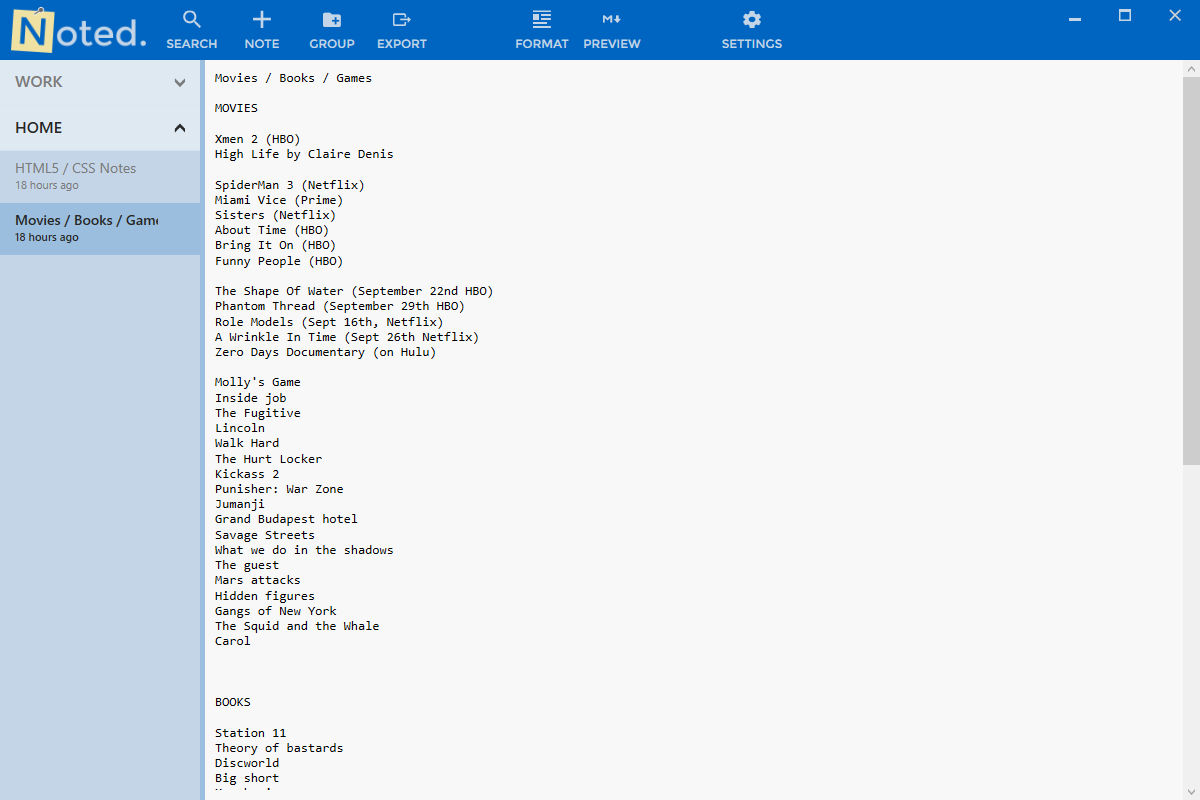 Noted.
SEARCH
NOTE
GROUP
EXPORT
FORMAT
PREVIEW
SETTINGS
WORK
HOME
HTML5 / CSS Notes
18 hours ago
Movies / Books / Game
18 hours ago
Movies / Books / Games
MOVIES
Xmen 2 (HBO)
High Life by Claire Denis
SpiderMan 3 (Netflix)
Miami Vice (Prime)
Sisters (Netflix)
About Time (HBO)
Bring It On (HBO)
Funny People (HBO)
The Shape Of Water (September 22nd HBO)
Phantom Thread (September 29th HBO)
Role Models (Sept 16th, Netflix)
A Wrinkle In Time (Sept 26th Netflix)
Zero Days Documentary (on Hulu)
Molly's Game
Inside job
The Fugitive
Lincoln
Walk Hard
The Hurt Locker
Kickass 2
Punisher: War Zone
Jumanji
Grand Budapest hotel
Savage Streets
What we do in the shadows
The guest
Mars attacks
Hidden figures
Gangs of New York
The Squid and the Whale
Carol
BOOKS
Station 11
Theory of bastards
Discworld
Big short